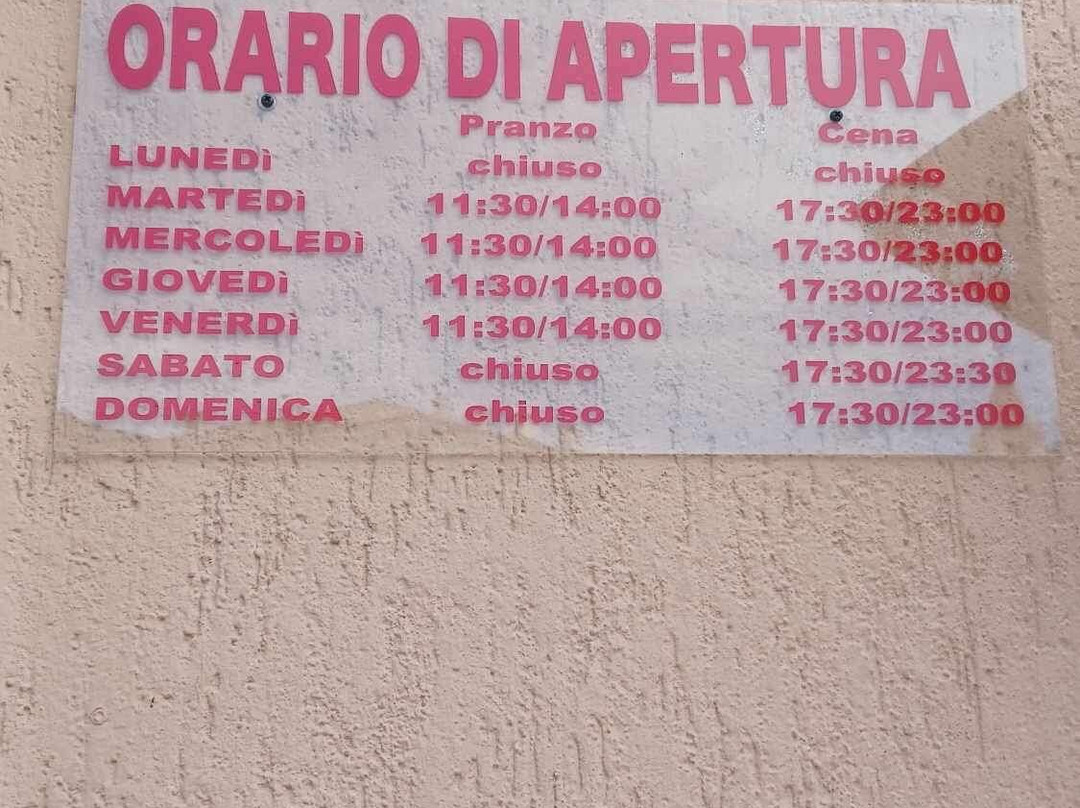 ORARIO DI APERTURA
Pranzo Cena
LUNEDì chiuso chiuso
MARTEDì 11:30/14:00 17:30/23:00
MERCOLEDì 11:30/14:00 17:30/23:00
GIOVEDì 11:30/14:00 17:30/23:00
VENERDì 11:30/14:00 17:30/23:00
SABATO chiuso 17:30/23:30
DOMENICA chiuso 17:30/23:00